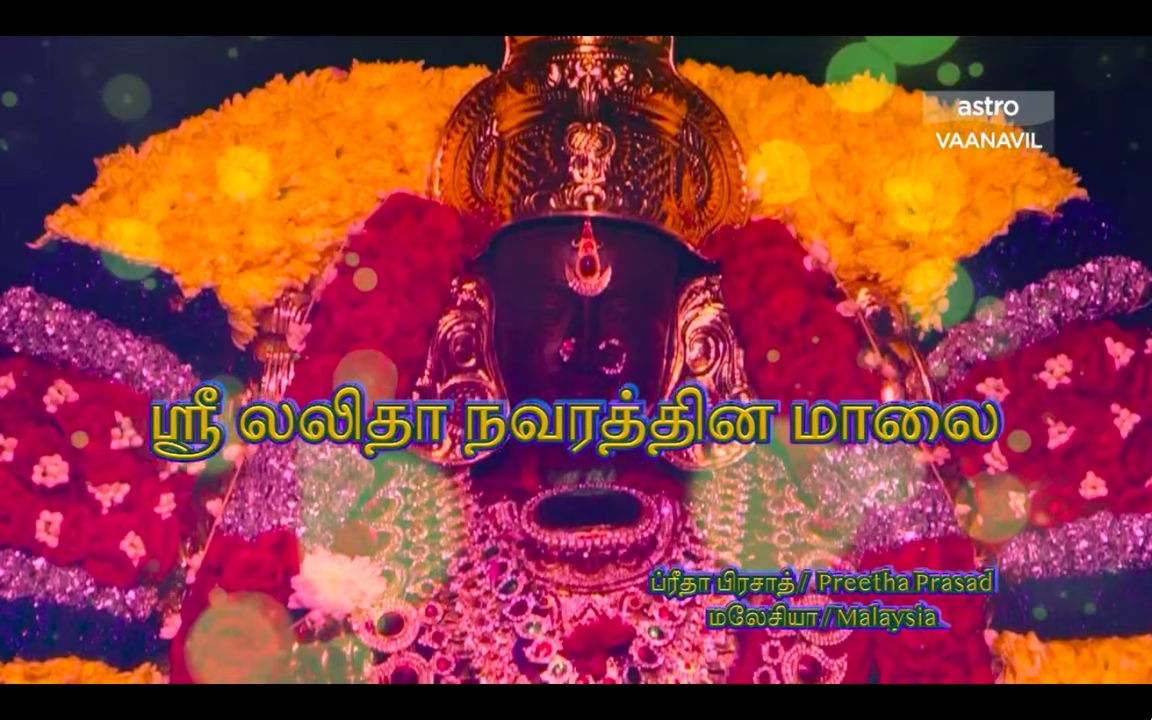 astro
VAANAVIL
ஸ்ரீ லலிதா நவரத்தின மாலை
ப்ரீதா பிரசாத் / Preetha Prasad
மலேசியா / Malaysia